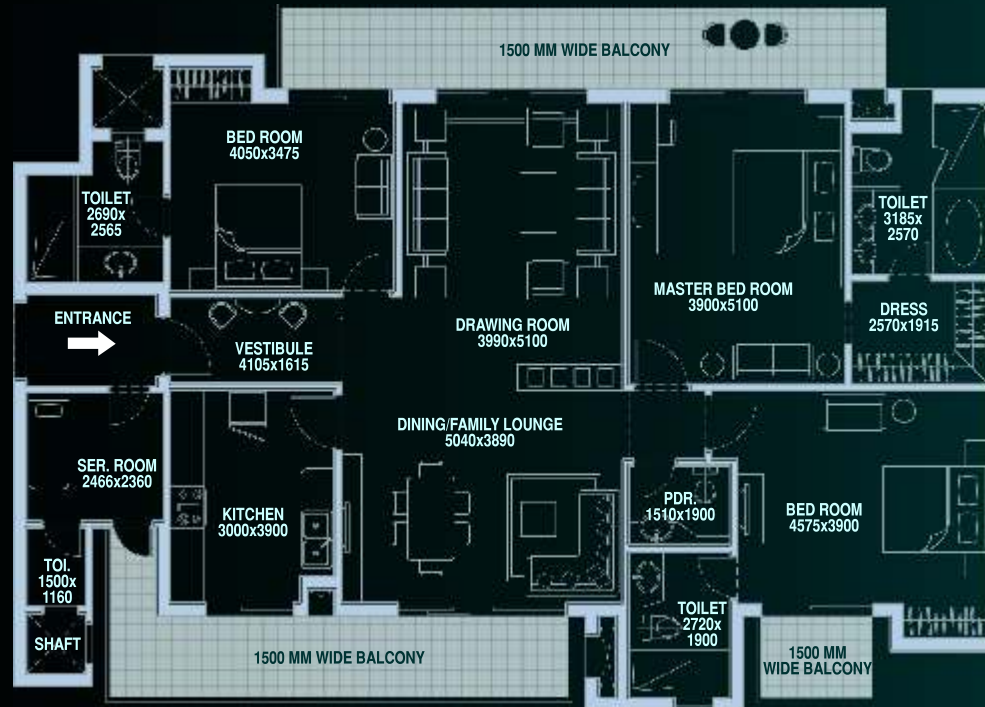 1500 MM WIDE BALCONY
BED ROOM
4050x3475
TOILET
2690x
2565
TOILET
3185x
2570
MASTER BED ROOM
3900x5100
DRESS
2570x1915
ENTRANCE
DRAWING ROOM
3990x5100
VESTIBULE
4105x1615
DINING/FAMILY LOUNGE
5040x3890
SER. ROOM
2466x2360
KITCHEN
3000x3900
PDR.
1510x1900
BED ROOM
4575x3900
TOI.
1500x
1160
TOILET
2720x
1900
SHAFT
1500 MM WIDE BALCONY
1500 MM
WIDE BALCONY